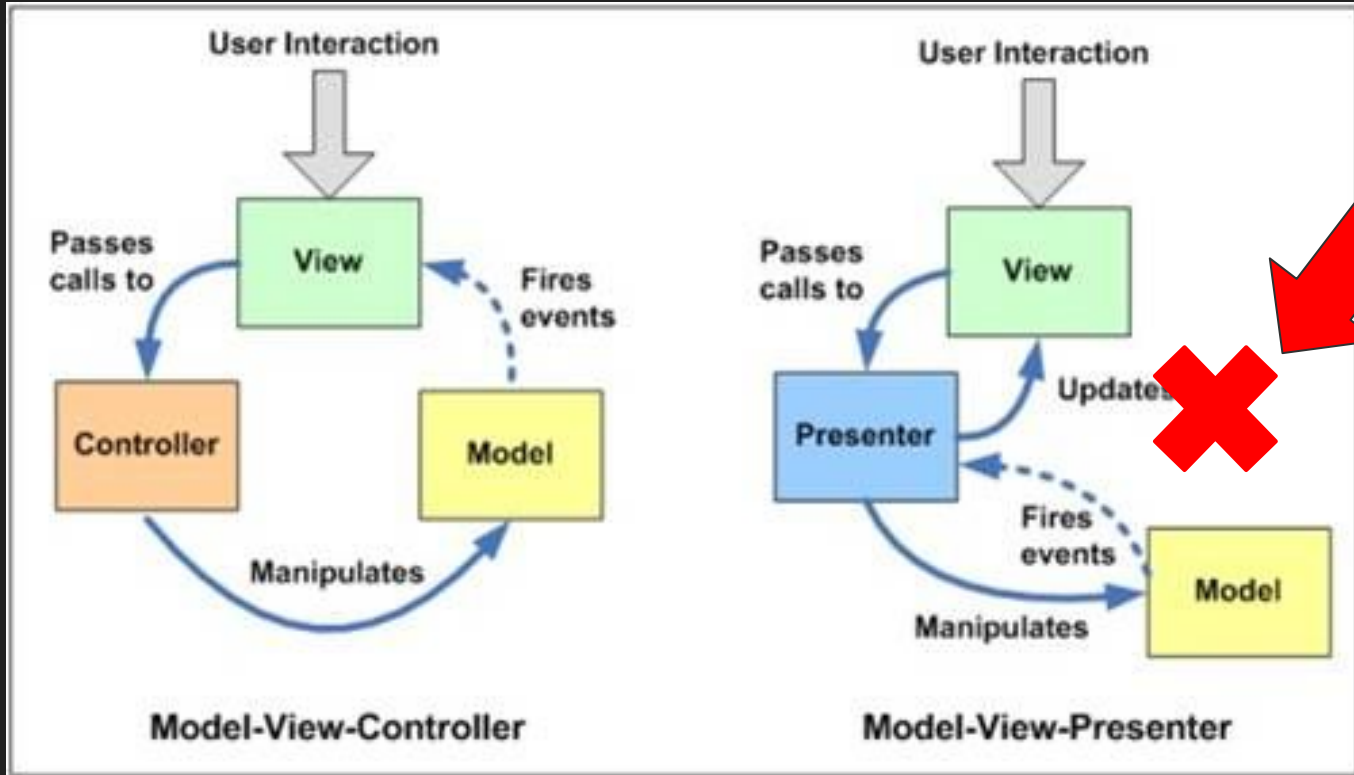 User Interaction
View
Passes
calls to
Fires
events
Controller
Model
Manipulates
Model-View-Controller
User Interaction
View
Passes
calls to
Updates
Presenter
Fires
events
Model
Manipulates
Model-View-Presenter